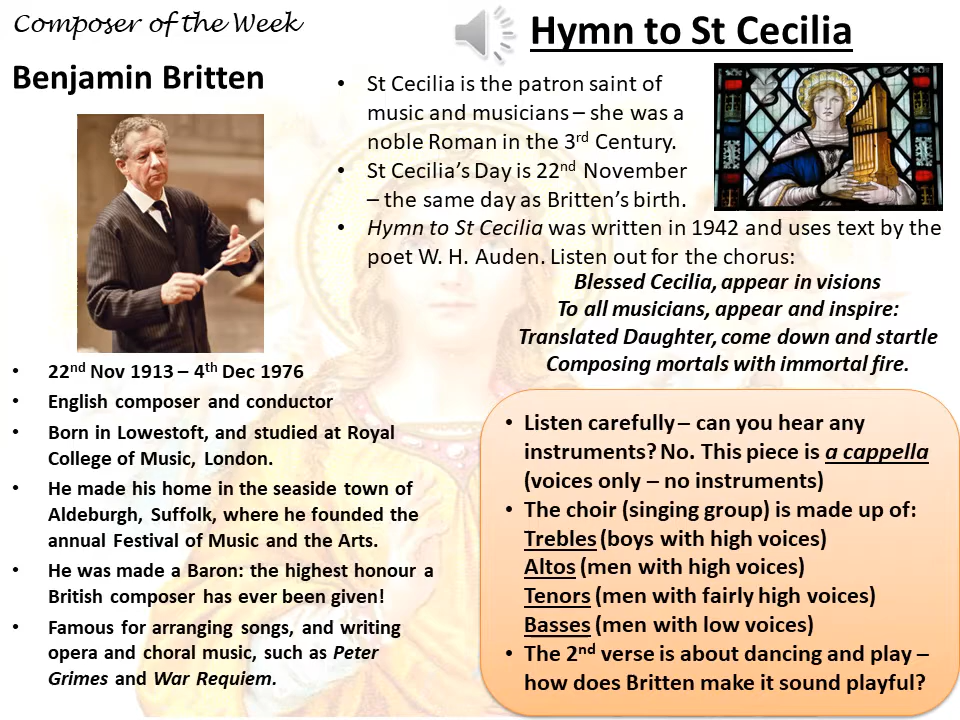 Composer of the Week
Hymn to St Cecilia
Benjamin Britten
• St Cecilia is the patron saint of
music and musicians – she was a
noble Roman in the 3rd Century.
• St Cecilia's Day is 22nd November
– the same day as Britten's birth.
• Hymn to St Cecilia was written in 1942 and uses text by the
poet W. H. Auden. Listen out for the chorus:
Blessed Cecilia, appear in visions
To all musicians, appear and inspire:
Translated Daughter, come down and startle
Composing mortals with immortal fire.
• 22nd Nov 1913 – 4th Dec 1976
• English composer and conductor
• Born in Lowestoft, and studied at Royal
College of Music, London.
• He made his home in the seaside town of
Aldeburgh, Suffolk, where he founded the
annual Festival of Music and the Arts.
• He was made a Baron: the highest honour a
British composer has ever been given!
• Famous for arranging songs, and writing
opera and choral music, such as Peter
Grimes and War Requiem.
• Listen carefully – can you hear any
instruments? No. This piece is a cappella
(voices only – no instruments)
• The choir (singing group) is made up of:
Trebles (boys with high voices)
Altos (men with high voices)
Tenors (men with fairly high voices)
Basses (men with low voices)
• The 2nd verse is about dancing and play –
how does Britten make it sound playful?